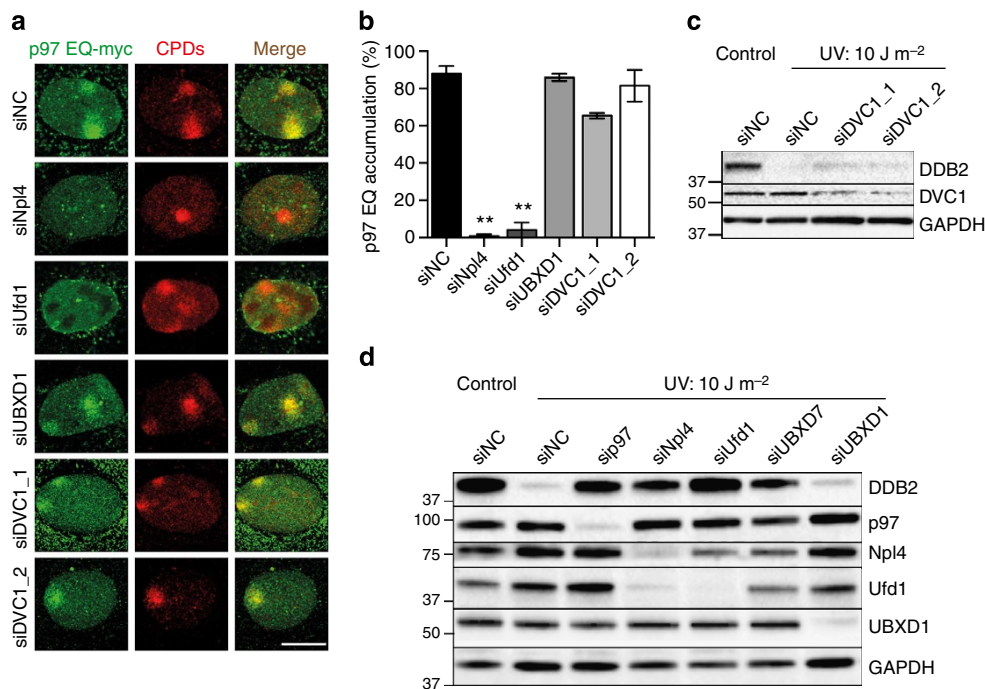 a
p97 EQ-myc CPDs Merge
siNC
siNpl4
siUfd1
siUBXD1
siDVC1_1
siDVC1_2
b
p97 EQ accumulation (%)
100
80
60
40
20
0
** **
siNC siNpl4 siUfd1 siUBXD1 siDVC1_1 siDVC1_2
c
Control UV: 10 J m–2
siNC siNC siDVC1_1 siDVC1_2
37 DDB2
50 DVC1
37 GAPDH
d
Control UV: 10 J m–2
siNC siNC sip97 siNpl4 siUfd1 siUBXD7 siUBXD1
37 DDB2
100 p97
75 Npl4
37 Ufd1
50 UBXD1
37 GAPDH